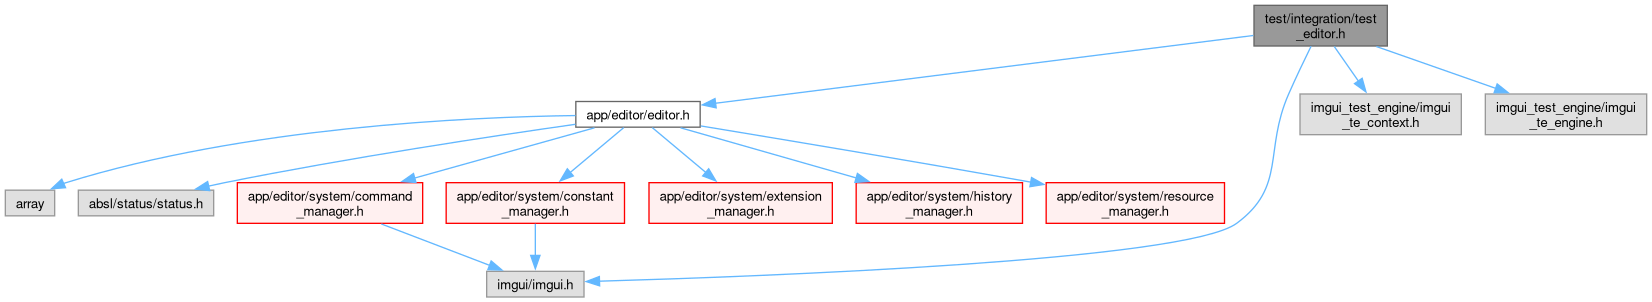 test/integration/test
_editor.h
app/editor/editor.h
imgui_test_engine/imgui
_te_context.h
imgui_test_engine/imgui
_te_engine.h
array
absl/status/status.h
app/editor/system/command
_manager.h
app/editor/system/constant
_manager.h
app/editor/system/extension
_manager.h
app/editor/system/history
_manager.h
app/editor/system/resource
_manager.h
imgui/imgui.h